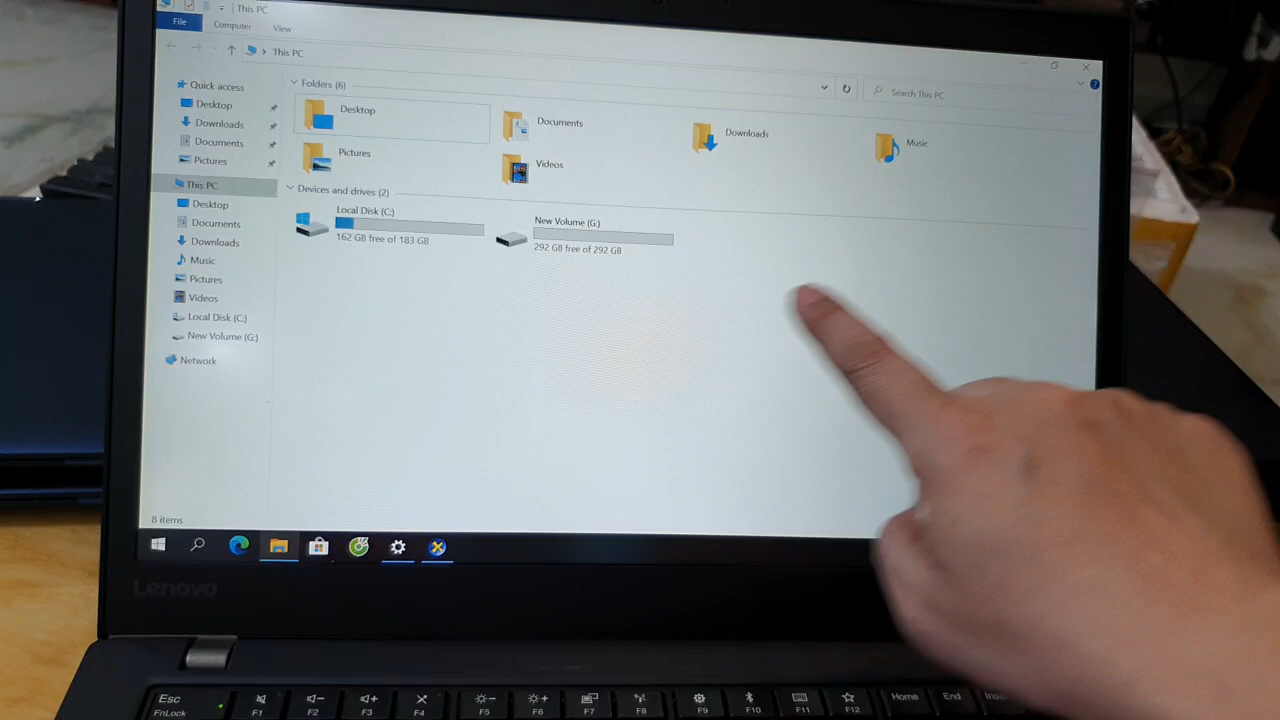 This PC
File Computer View
This PC
Search This PC
Quick access
Desktop
Downloads
Documents
Pictures
This PC
Desktop
Documents
Downloads
Music
Pictures
Videos
Local Disk (C:)
New Volume (G:)
Network
Folders (6)
Desktop
Documents
Downloads
Music
Pictures
Videos
Devices and drives (2)
Local Disk (C:)
162 GB free of 183 GB
New Volume (G:)
292 GB free of 292 GB
8 items
Lenovo
Esc
FnLock
F1
F2
F3
F4
F5
F6
F7
F8
F9
F10
F11
F12
Home
End